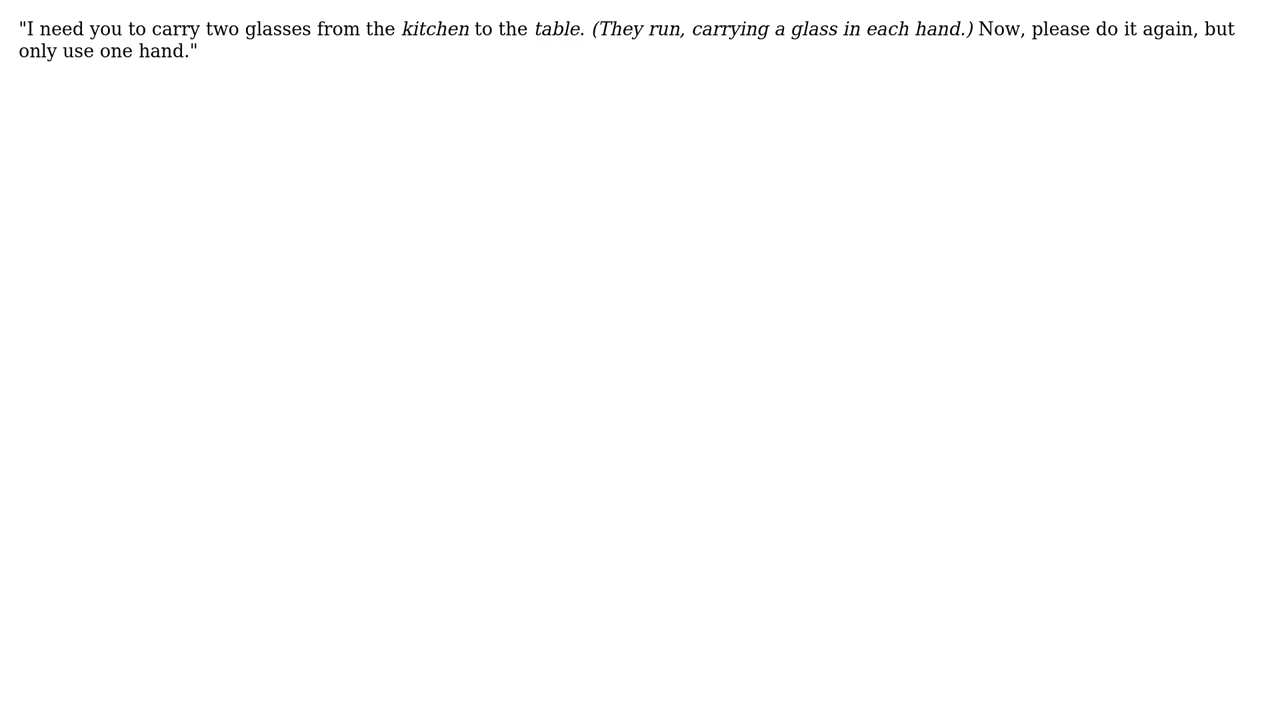 "I need you to carry two glasses from the kitchen to the table. (They run, carrying a glass in each hand.) Now, please do it again, but
only use one hand."